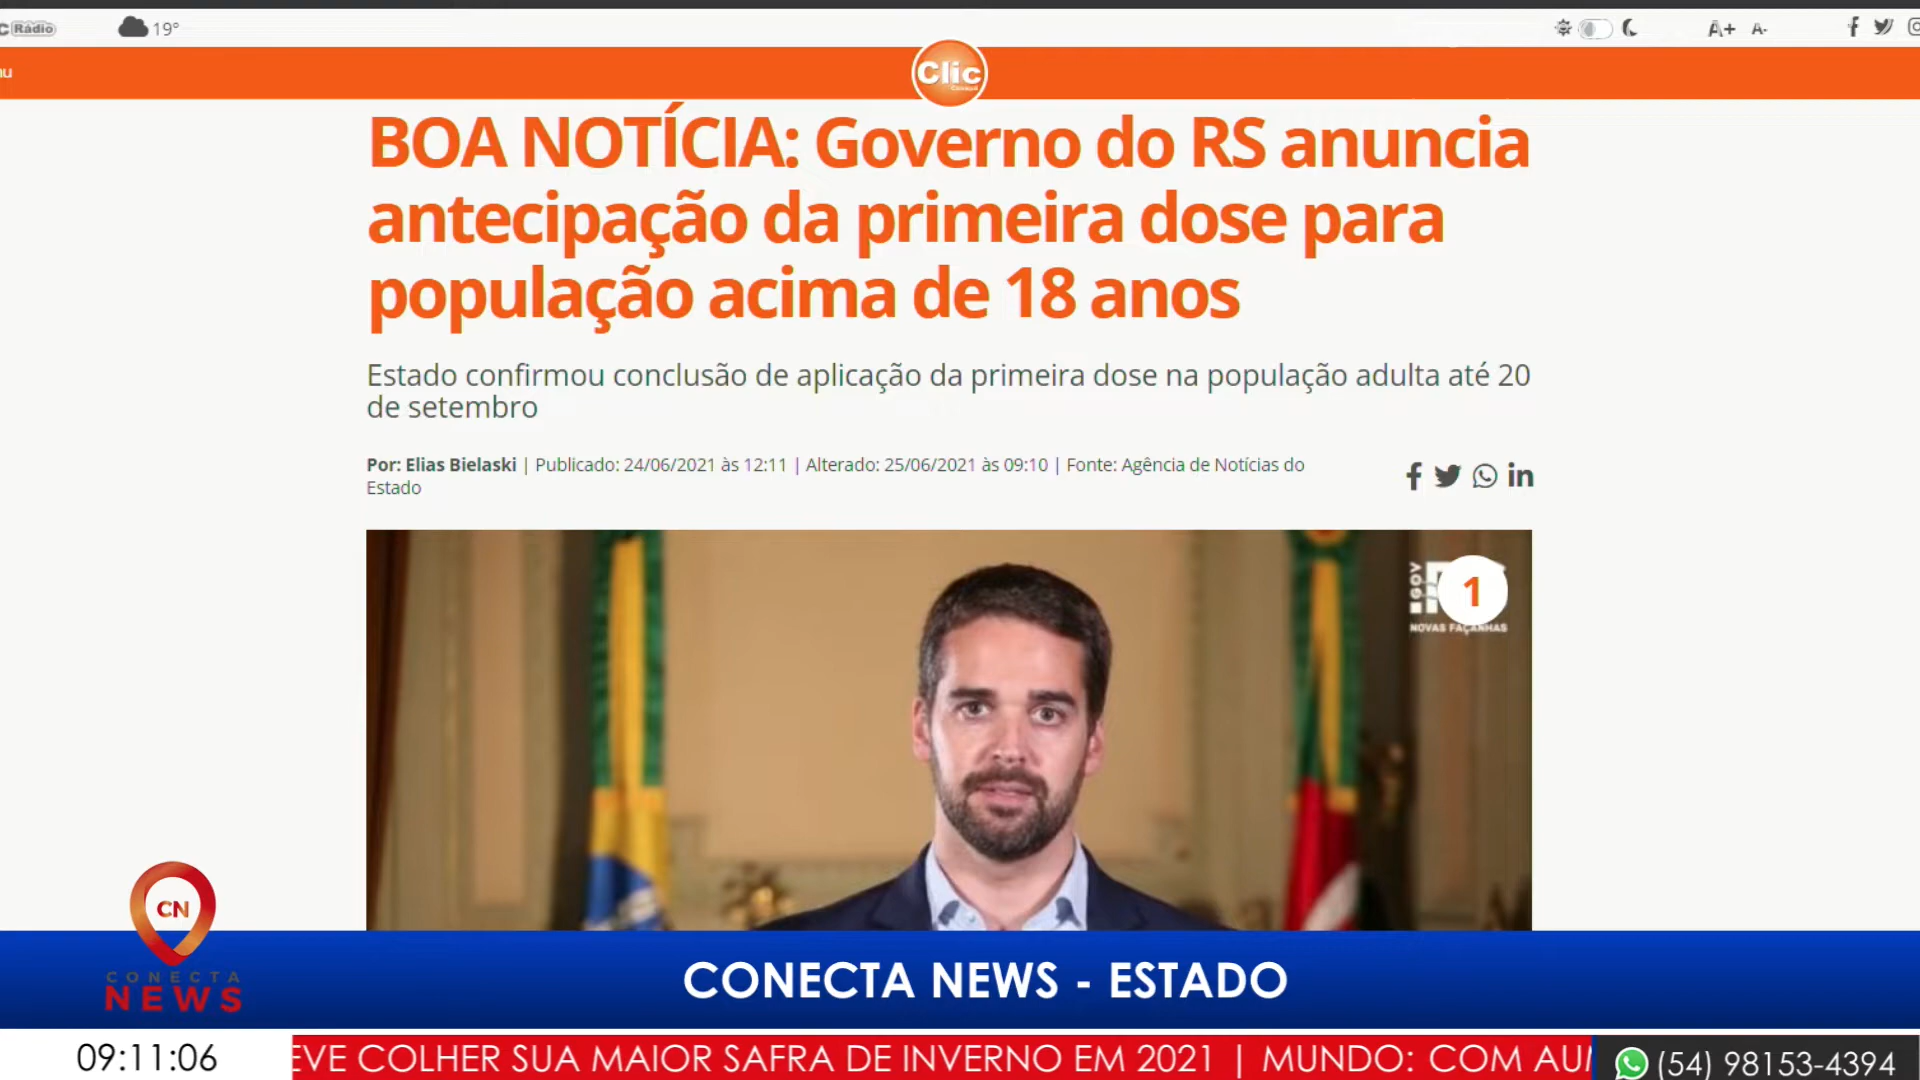 Rádio
19°
A+ A-
Clic
BOA NOTÍCIA: Governo do RS anuncia
antecipação da primeira dose para
população acima de 18 anos
Estado confirmou conclusão de aplicação da primeira dose na população adulta até 20
de setembro
Por: Elias Bielaski | Publicado: 24/06/2021 às 12:11 | Alterado: 25/06/2021 às 09:10 | Fonte: Agência de Notícias do
Estado
GOV
1
NOVAS FAÇANHAS
CN
CONECTA
NEWS
CONECTA NEWS - ESTADO
09:11:06
EVE COLHER SUA MAIOR SAFRA DE INVERNO EM 2021 | MUNDO: COM AU
(54) 98153-4394